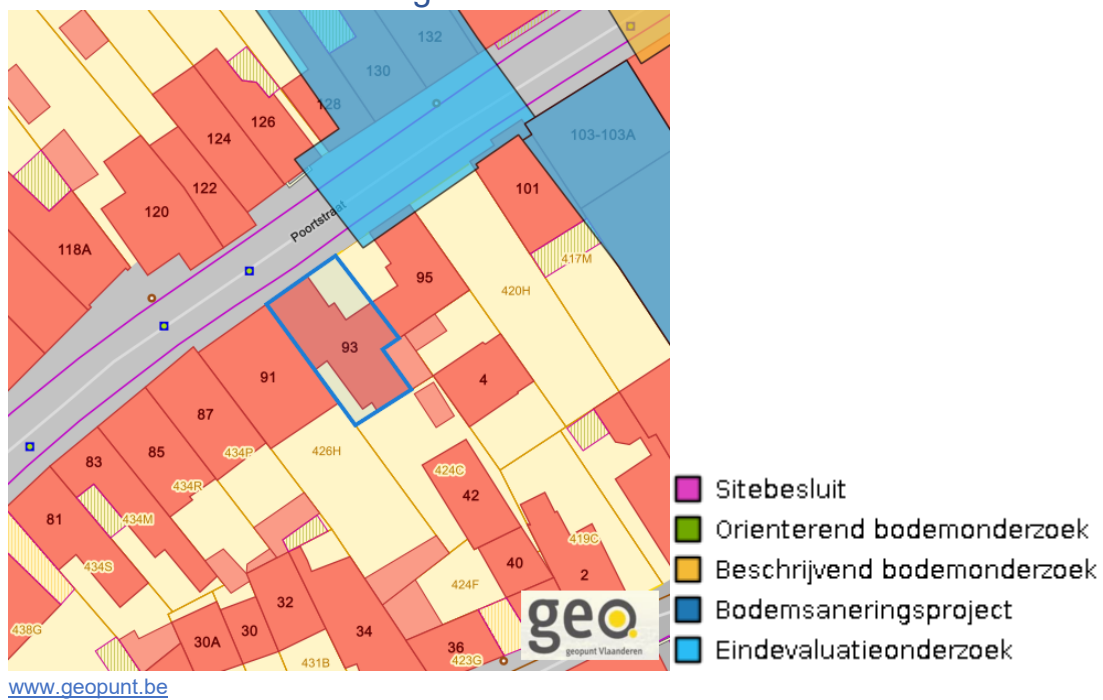 132
130
128
103-103A
126
124
122
120
118A
Poortstraat
101
417M
95
420H
93
91
4
87
426H
434P
85
83
434R
424C
42
81
434M
434S
419C
40
2
424F
32
438G
30A
30
34
36
431B
423G
geo.
geopunt Vlaanderen
Sitebesluit
Orienterend bodemonderzoek
Beschrijvend bodemonderzoek
Bodemsaneringsproject
Eindevaluatieonderzoek
www.geopunt.be